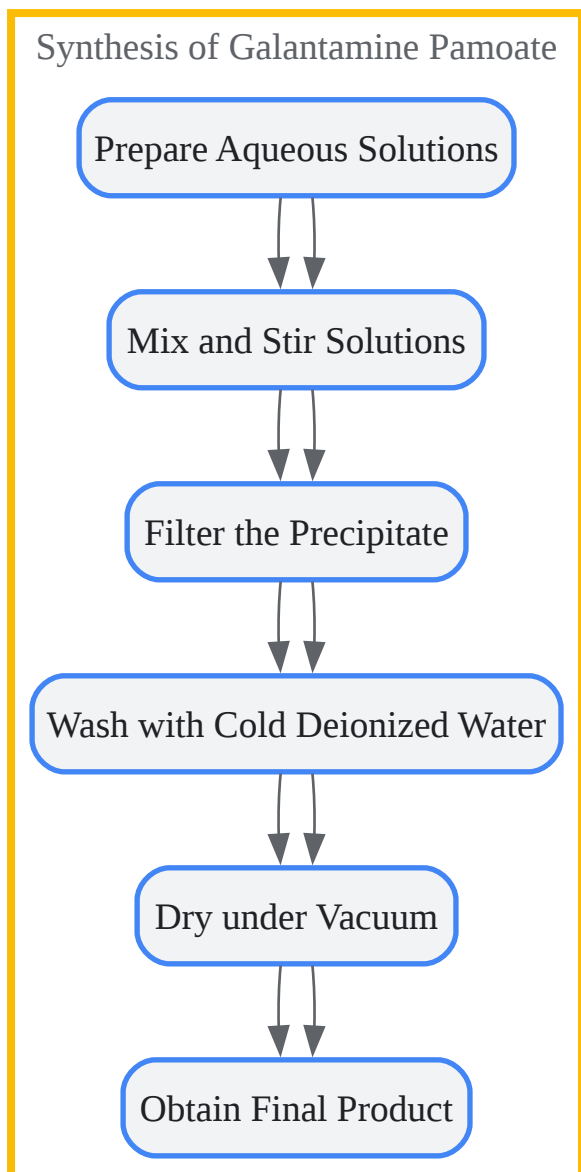 Synthesis of Galantamine Pamoate
Prepare Aqueous Solutions
Mix and Stir Solutions
Filter the Precipitate
Wash with Cold Deionized Water
Dry under Vacuum
Obtain Final Product